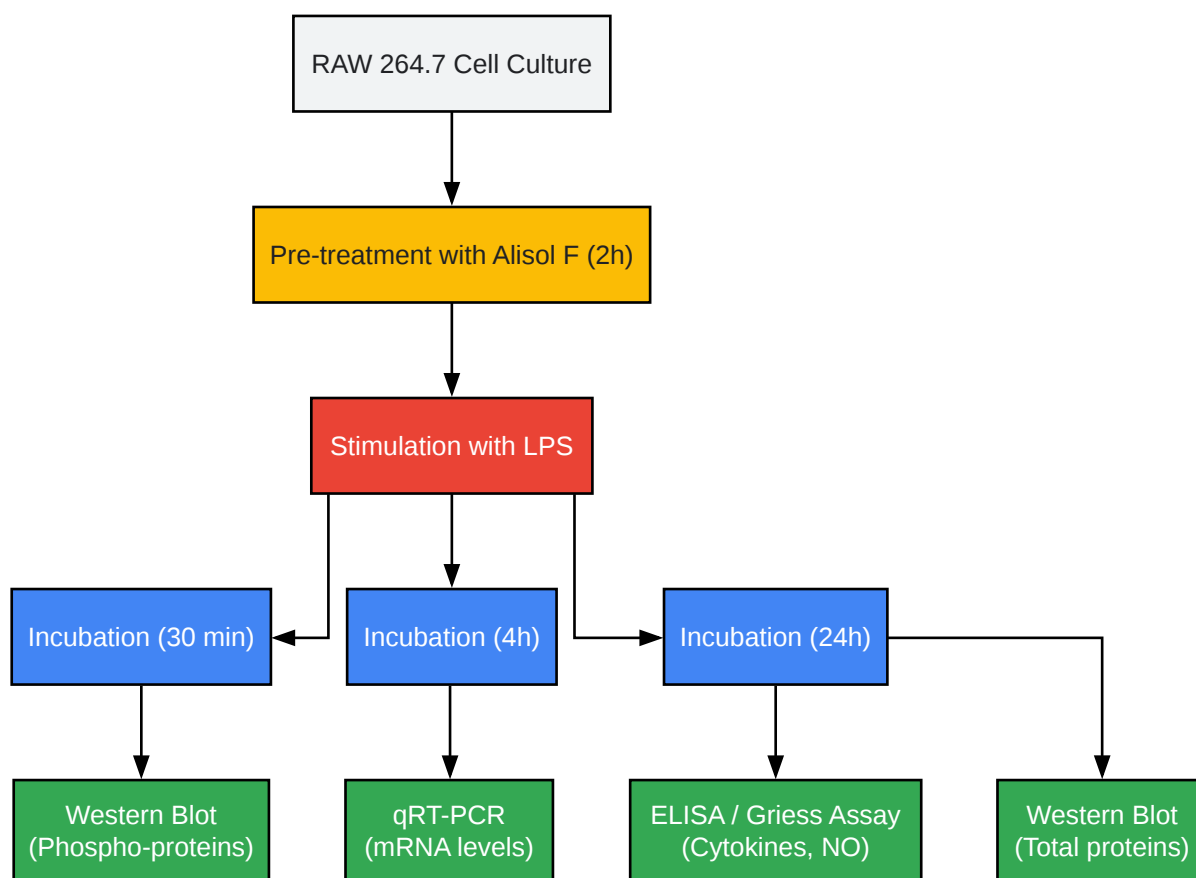 RAW 264.7 Cell Culture
Pre-treatment with Alisol F (2h)
Stimulation with LPS
Incubation (30 min)
Incubation (4h)
Incubation (24h)
Western Blot
(Phospho-proteins)
qRT-PCR
(mRNA levels)
ELISA / Griess Assay
(Cytokines, NO)
Western Blot
(Total proteins)